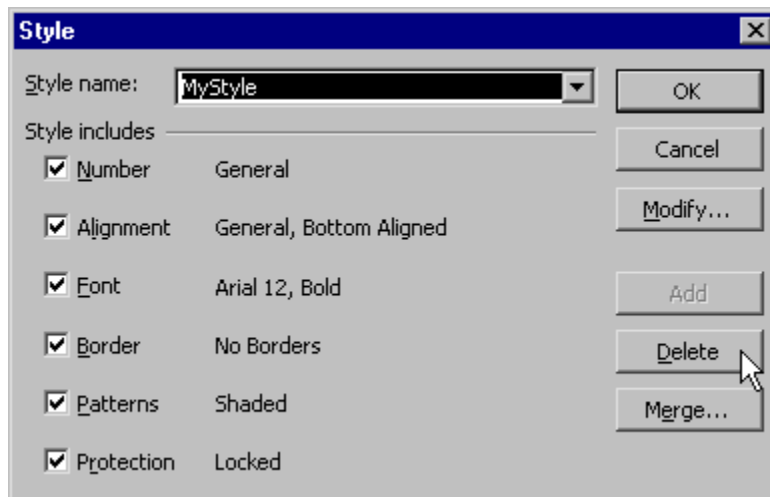 Style
Style name: MyStyle
OK
Style includes
Cancel
Number General
Modify...
Alignment General, Bottom Aligned
Font Arial 12, Bold
Add
Border No Borders
Delete
Patterns Shaded
Merge...
Protection Locked